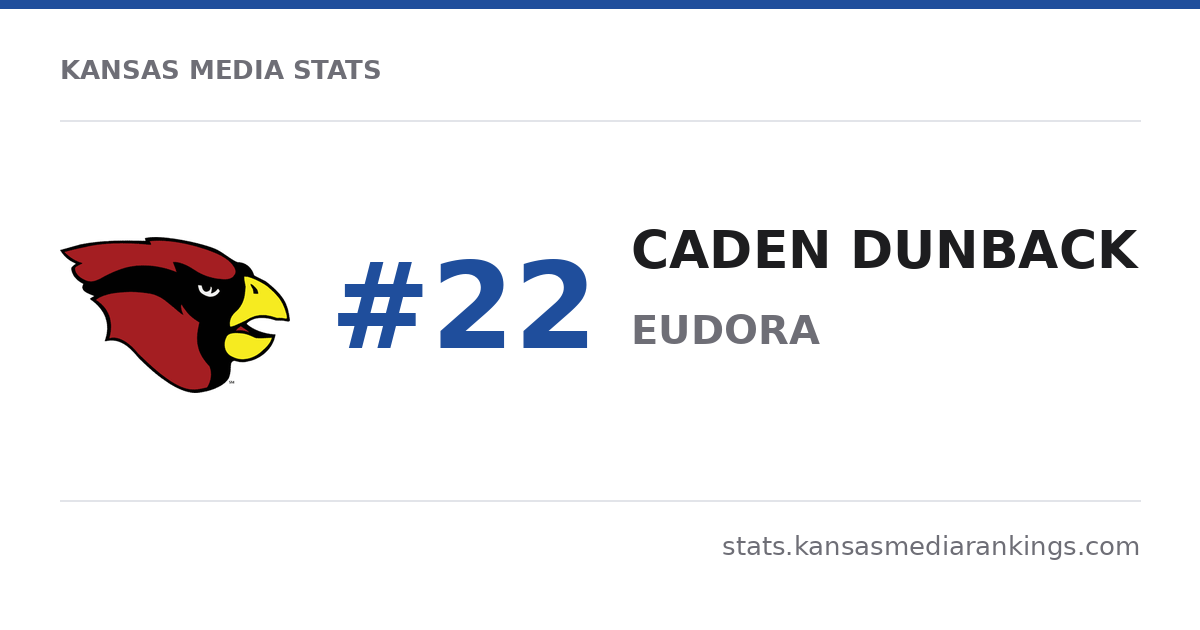 KANSAS MEDIA STATS
#22
CADEN DUNBACK
EUDORA
stats.kansasmediarankings.com